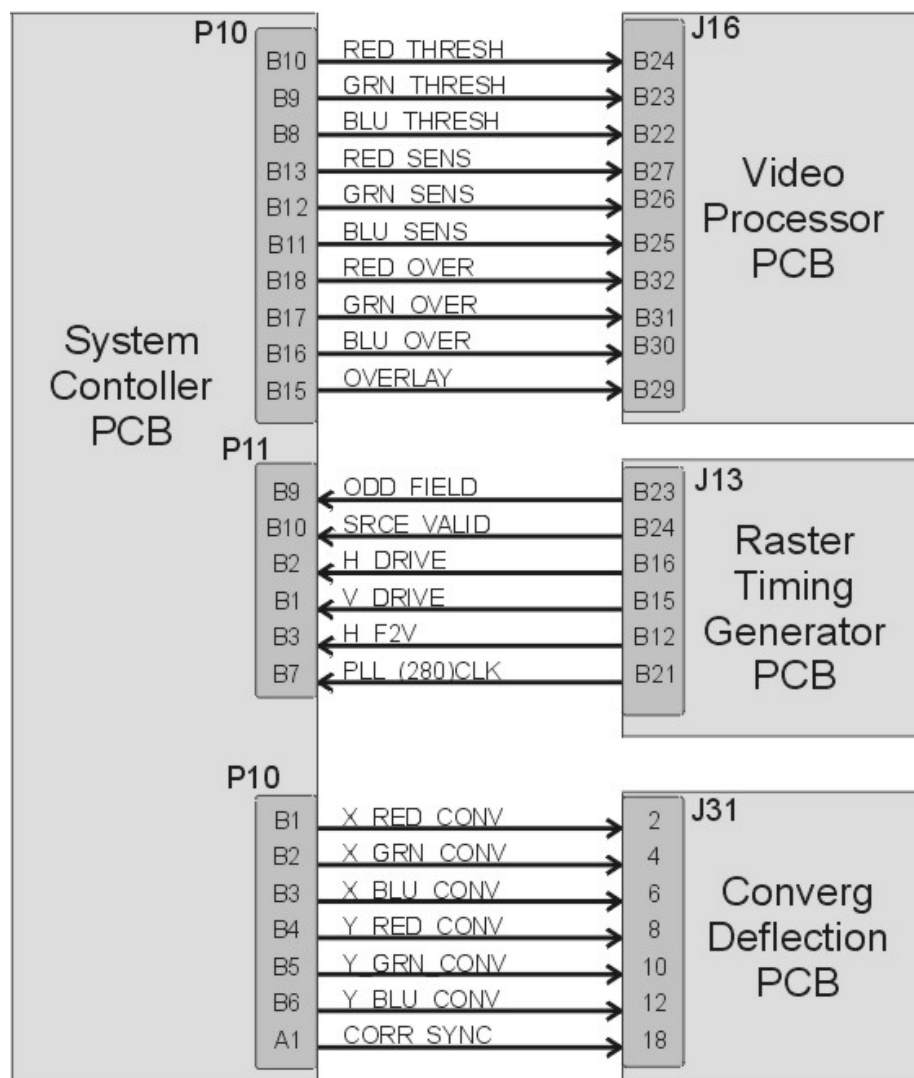 P10
J16
B10 RED THRESH B24
B9 GRN THRESH B23
B8 BLU THRESH B22
B13 RED SENS B27
B12 GRN SENS B26
B11 BLU SENS B25
B18 RED OVER B32
B17 GRN OVER B31
B16 BLU OVER B30
B15 OVERLAY B29
System
Contoller
PCB
Video
Processor
PCB
P11
J13
B9 ODD FIELD B23
B10 SRCE VALID B24
B2 H DRIVE B16
B1 V DRIVE B15
B3 H F2V B12
B7 PLL (280)CLK B21
Raster
Timing
Generator
PCB
P10
J31
B1 X RED CONV 2
B2 X GRN CONV 4
B3 X BLU CONV 6
B4 Y RED CONV 8
B5 Y_GRN_CONV 10
B6 Y BLU CONV 12
A1 CORR SYNC 18
Converg
Deflection
PCB